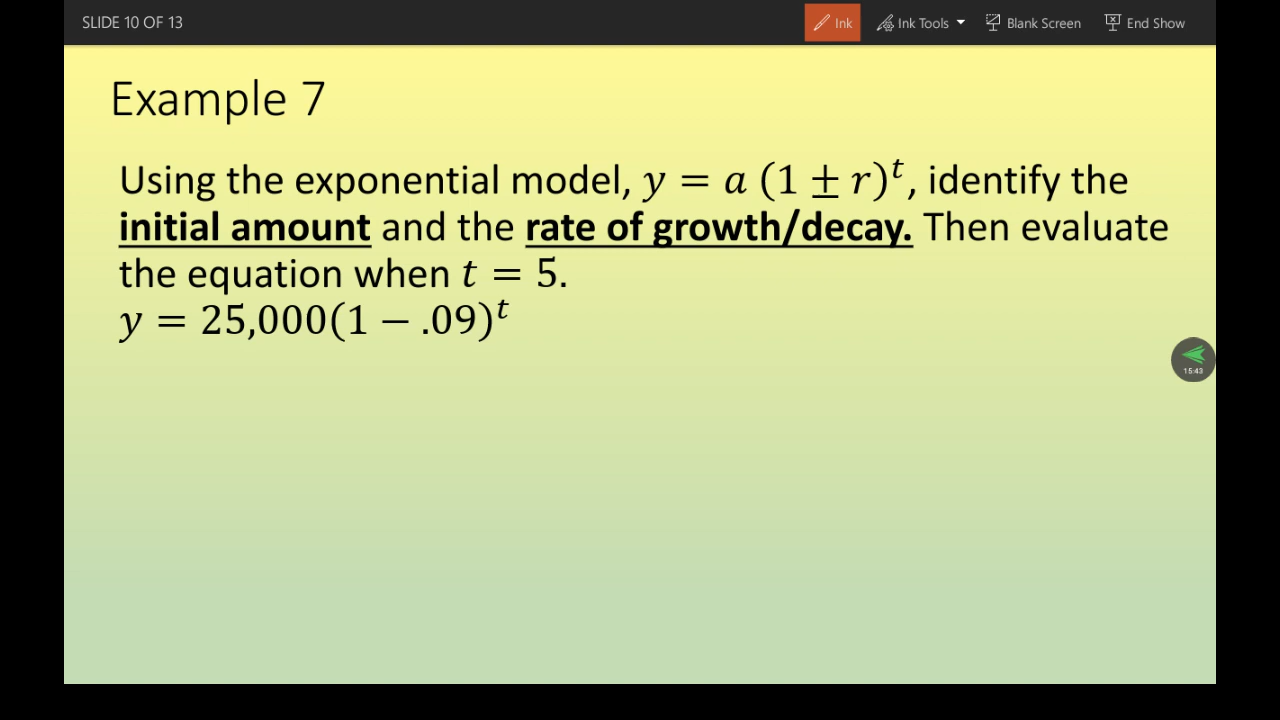 SLIDE 10 OF 13
Ink
Ink Tools
Blank Screen
End Show
Example 7
Using the exponential model, y = a (1 ± r)^t, identify the
initial amount and the rate of growth/decay. Then evaluate
the equation when t = 5.
y = 25,000(1 − .09)^t
15:43